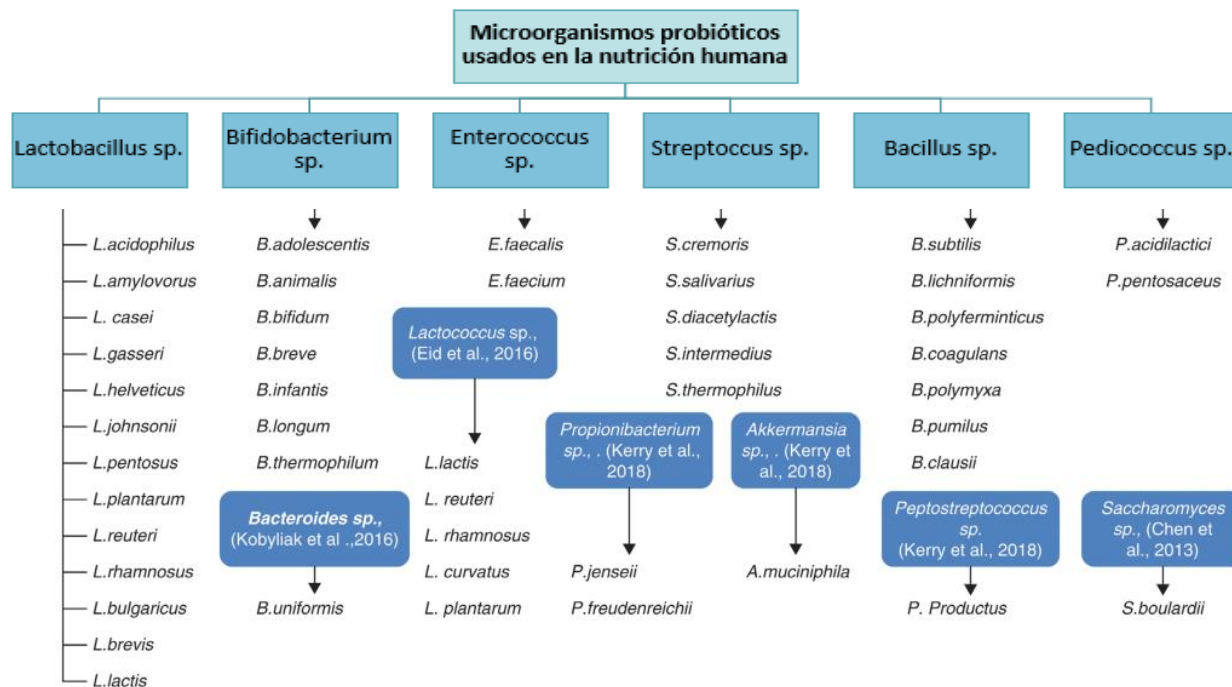 Microorganismos probióticos
usados en la nutrición humana
Lactobacillus sp.
Bifidobacterium
sp.
Enterococcus
sp.
Streptoccus sp.
Bacillus sp.
Pediococcus sp.
L.acidophilus
L.amylovorus
L. casei
L.gasseri
L.helveticus
L.johnsonii
L.pentosus
L.plantarum
L.reuteri
L.rhamnosus
L.bulgaricus
L.brevis
L.lactis
B.adolescentis
B.animalis
B.bifidum
B.breve
B.infantis
B.longum
B.thermophilum
Bacteroides sp.,
(Kobyliak et al .,2016)
B.uniformis
E.faecalis
E.faecium
Lactococcus sp.,
(Eid et al., 2016)
L.lactis
L. reuteri
L. rhamnosus
L. curvatus
L. plantarum
S.cremoris
S.salivarius
S.diacetylactis
S.intermedius
S.thermophilus
Propionibacterium
sp., . (Kerry et al.,
2018)
P.jenseii
P.freudenreichii
Akkermansia
sp., . (Kerry et
al., 2018)
A.muciniphila
B.subtilis
B.lichniformis
B.polyferminticus
B.coagulans
B.polymyxa
B.pumilus
B.clausii
Peptostreptococcus
sp.
(Kerry et al., 2018)
P. Productus
P.acidilactici
P.pentosaceus
Saccharomyces
sp., (Chen et
al., 2013)
S.boulardii